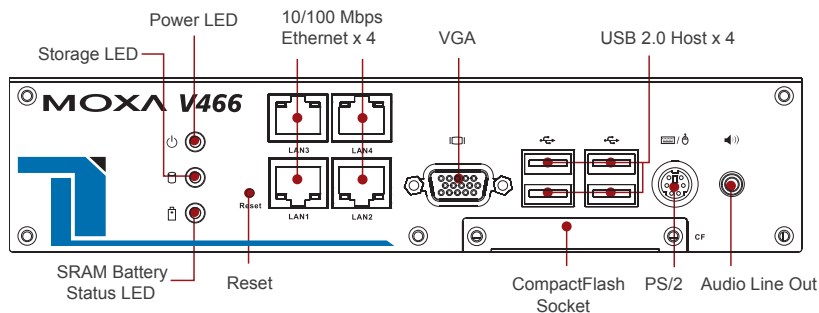 Power LED
10/100 Mbps
Ethernet x 4
VGA
USB 2.0 Host x 4
Storage LED
MOXA V466
LAN3
LAN4
Reset
LAN1
LAN2
CF
SRAM Battery
Status LED
Reset
CompactFlash
Socket
PS/2
Audio Line Out